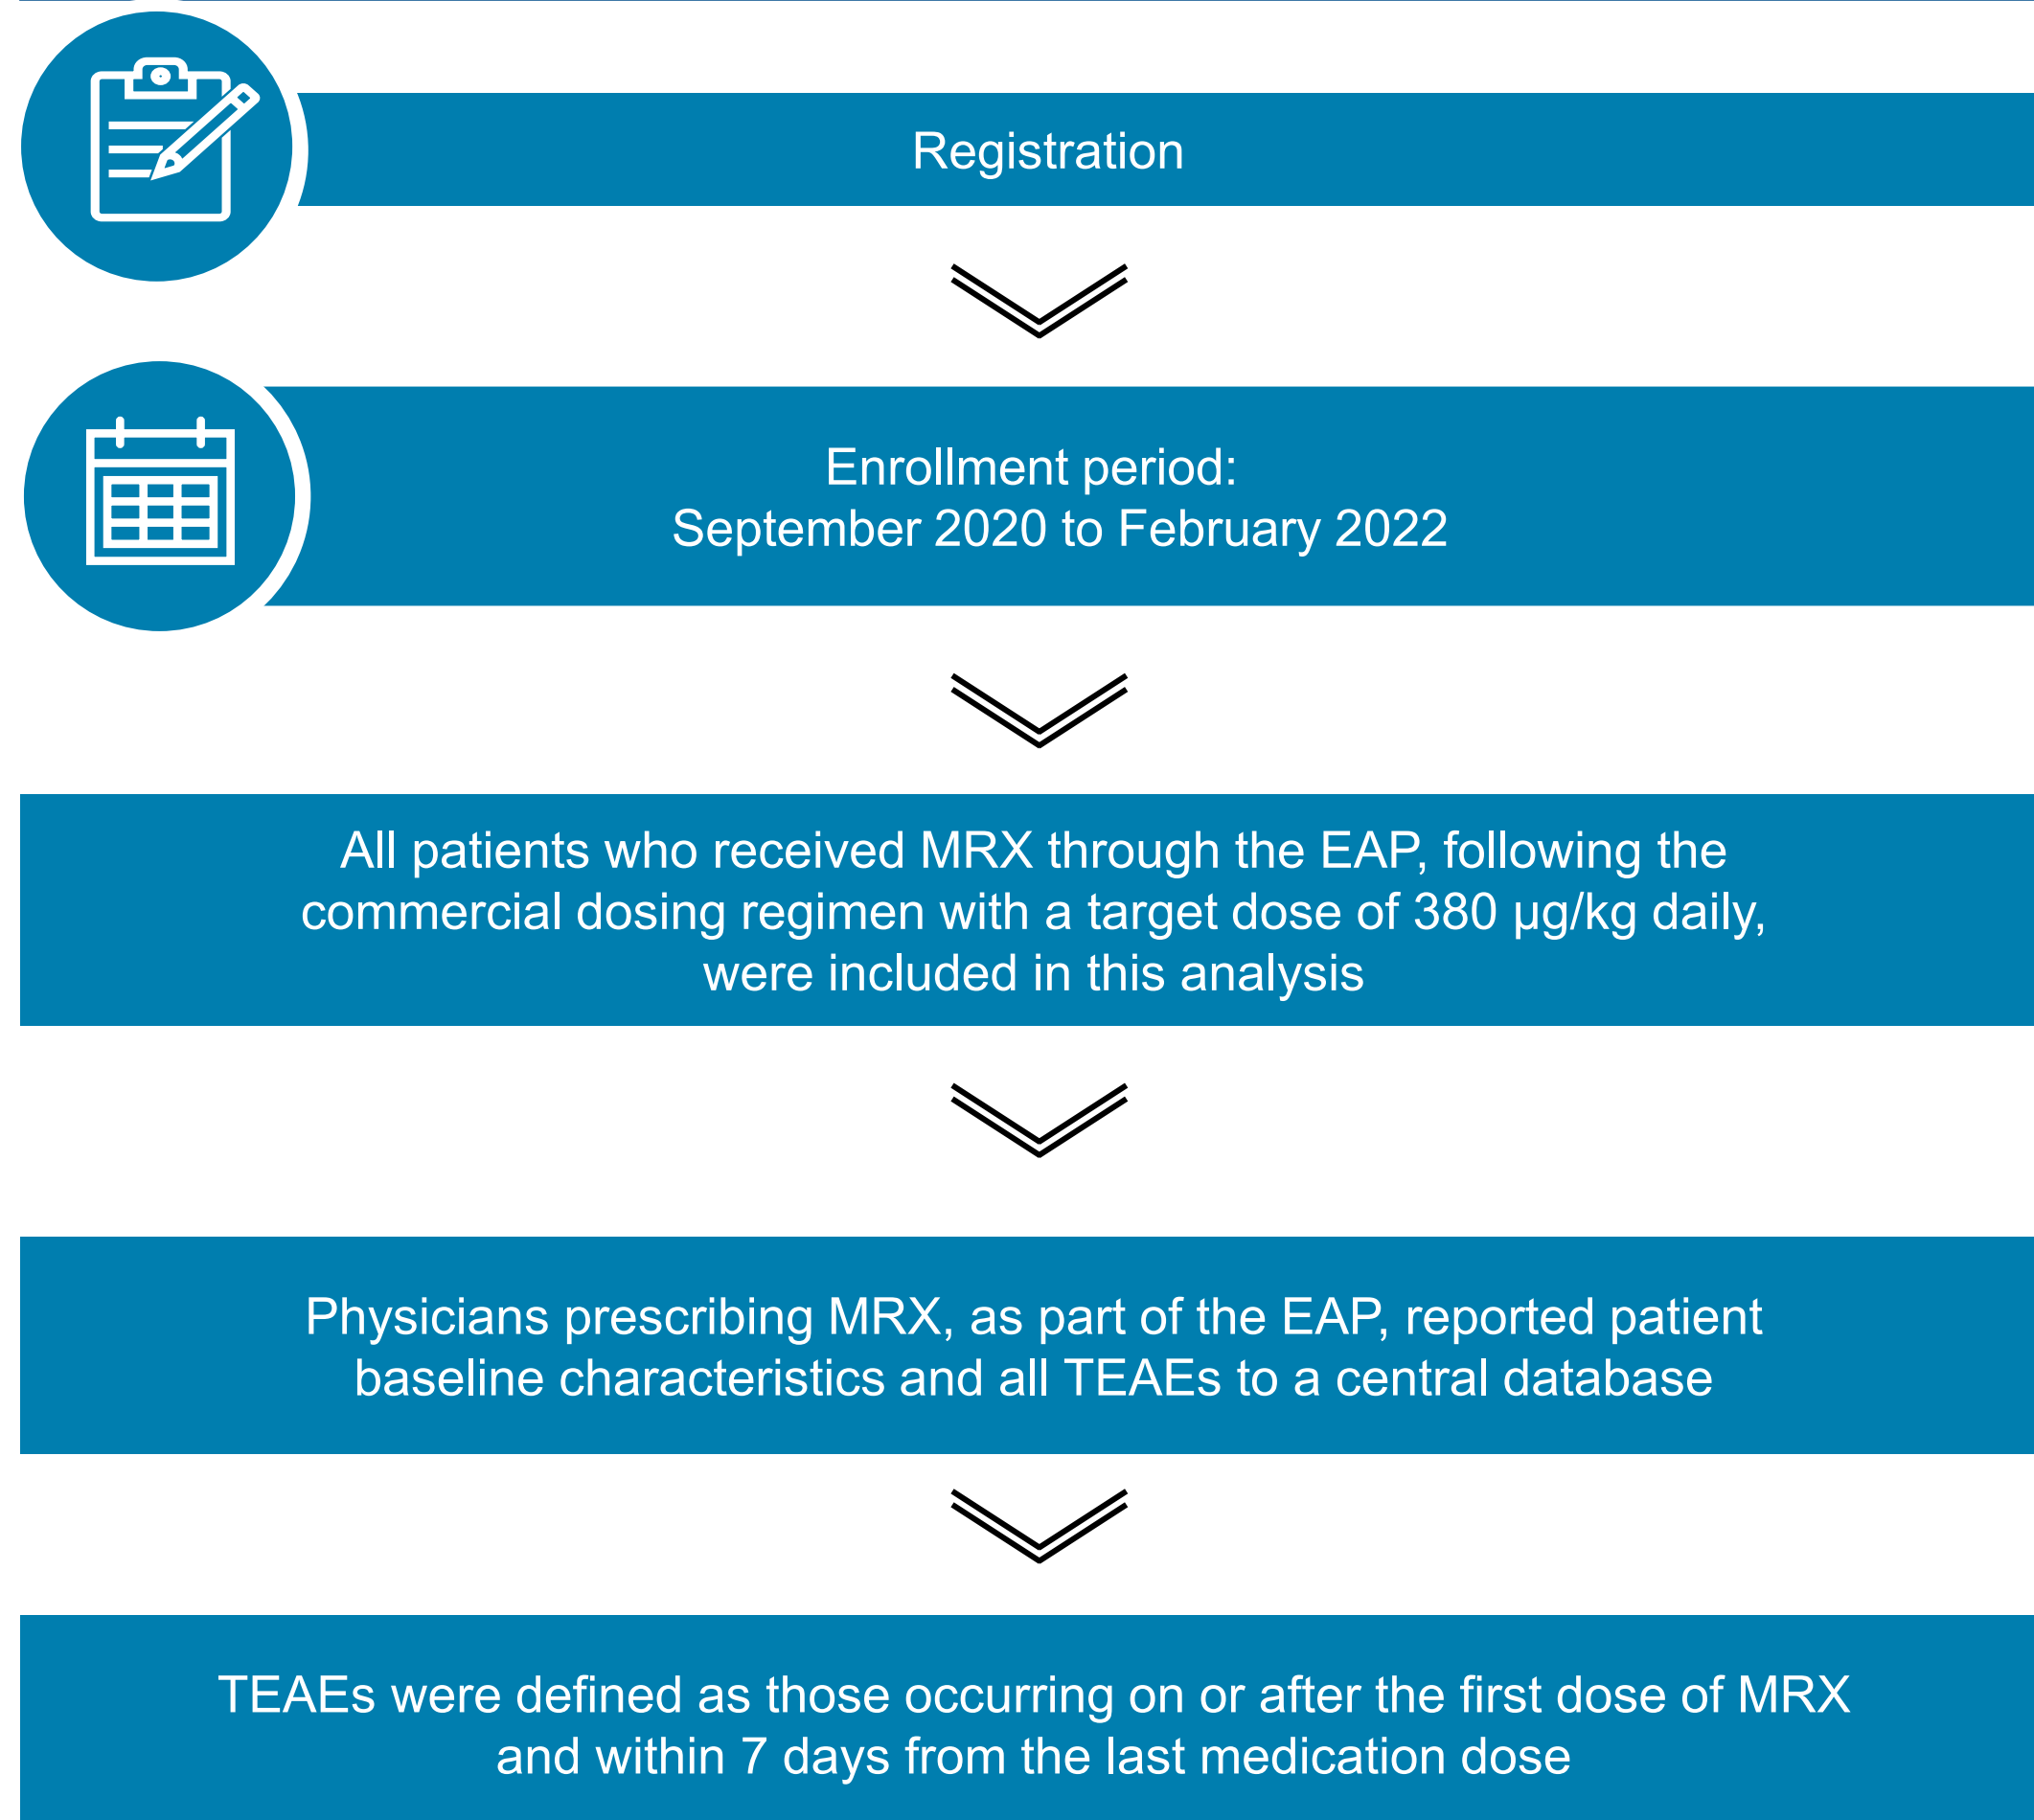 Registration
Enrollment period:
September 2020 to February 2022
All patients who received MRX through the EAP, following the
commercial dosing regimen with a target dose of 380 µg/kg daily,
were included in this analysis
Physicians prescribing MRX, as part of the EAP, reported patient
baseline characteristics and all TEAEs to a central database
TEAEs were defined as those occurring on or after the first dose of MRX
and within 7 days from the last medication dose